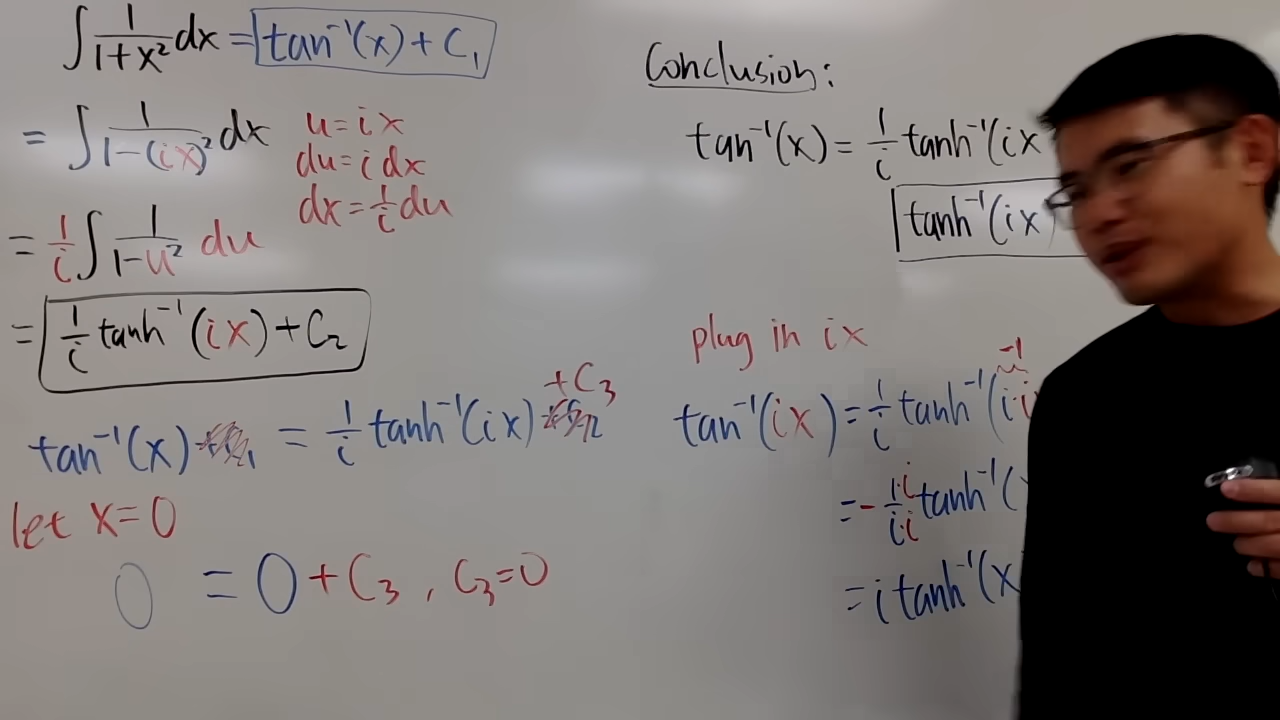 ∫ 1/(1+x²) dx = tan⁻¹(x) + C₁
= ∫ 1/(1-(ix)²) dx
u = ix
du = i dx
dx = 1/i du
= 1/i ∫ 1/(1-u²) du
= 1/i tanh⁻¹(ix) + C₂
tan⁻¹(x) = 1/i tanh⁻¹(ix) + C₃
let x = 0
0 = 0 + C₃, C₃ = 0
Conclusion:
tan⁻¹(x) = 1/i tanh⁻¹(ix
tanh⁻¹(ix)
plug in ix
-1
tan⁻¹(ix) = 1/i tanh⁻¹(i·i
= - 1·i/i·i tanh⁻¹(
= i tanh⁻¹(x